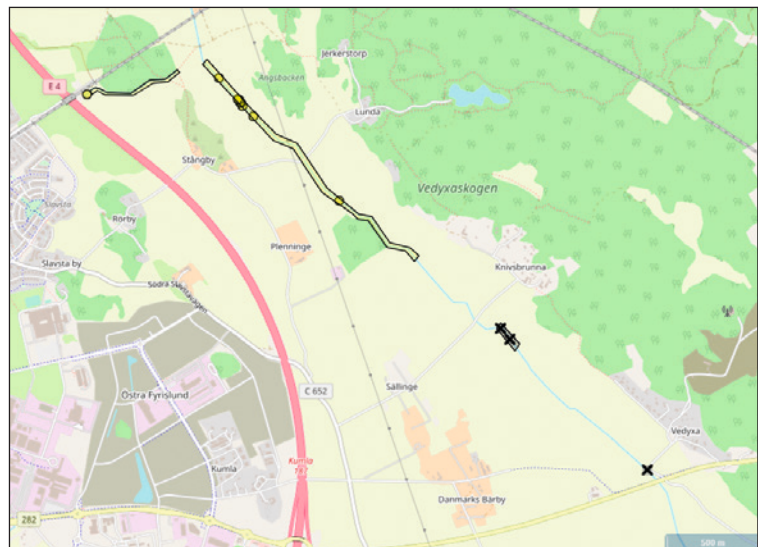 Jerkerstorp
Ängsbacken
E 4
Lunda
Stångby
Vedyxaskogen
Slavsta
Rörby
Plenninge
Slavsta by
Knivsbrunna
Södra Slavstavägen
C 652
Sällinge
Östra Fyrislund
Vedyxa
Kumla
Kumla
Danmarks Bärby
282
500 m